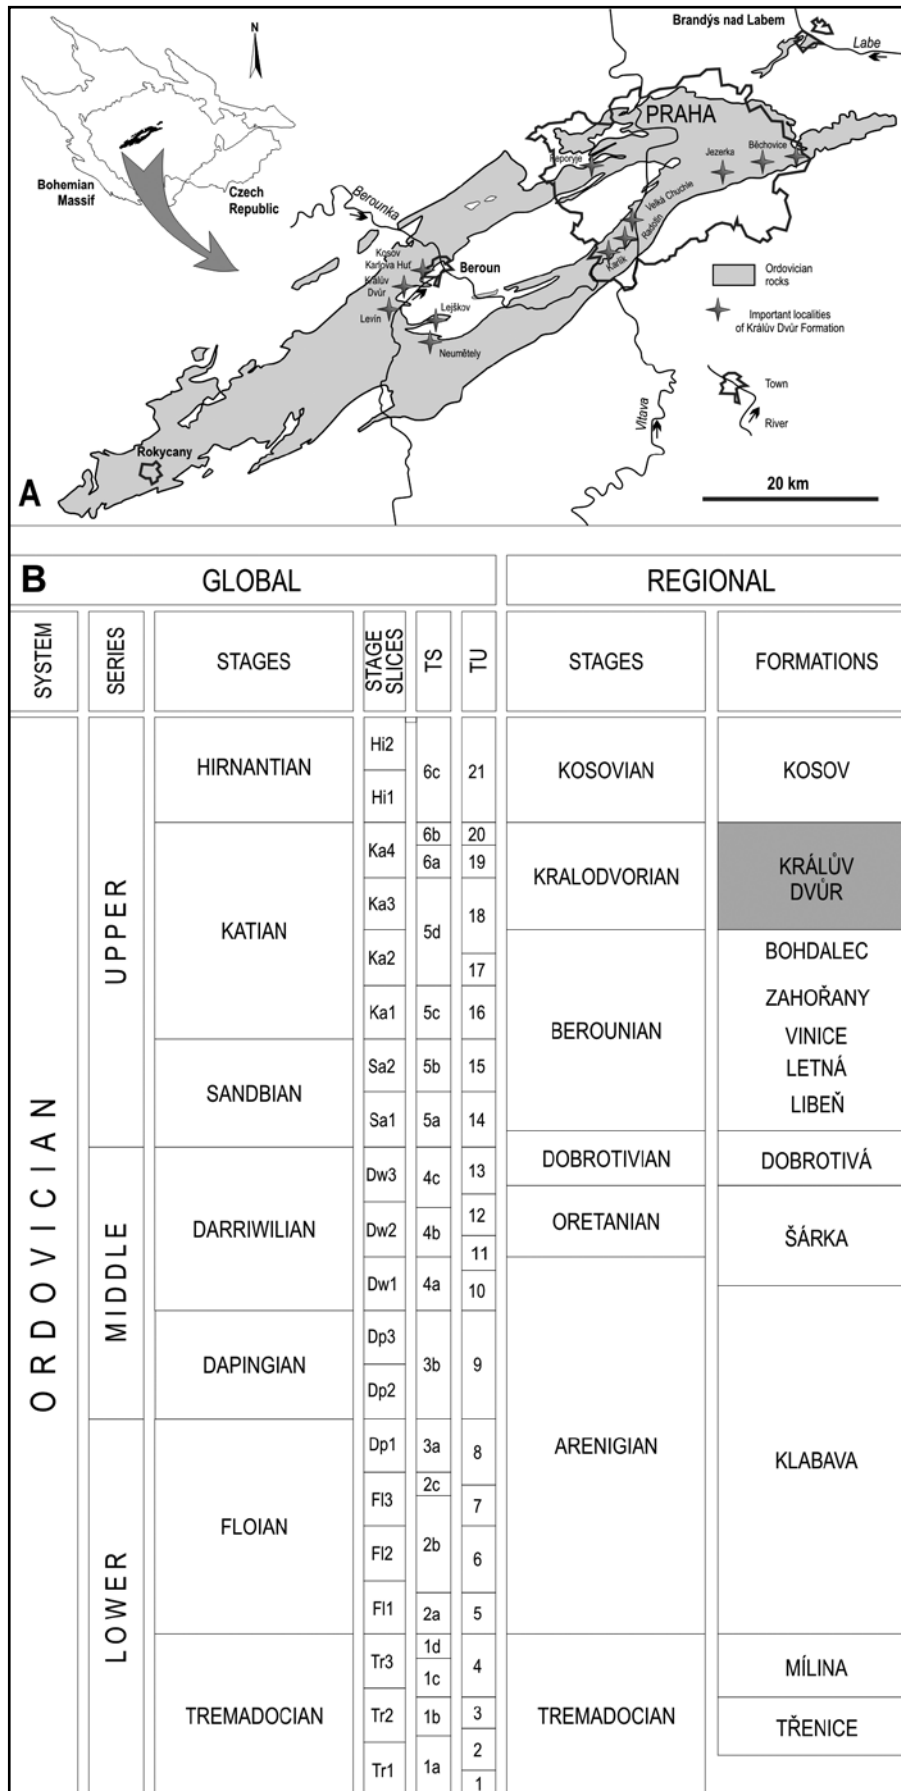 Brandýs nad Labem
Labe
N
PRAHA
Běchovice
Jezerka
Řeporyje
Velká Chuchle
Radotín
Karlík
Bohemian
Massif
Czech
Republic
Berounka
Kosov
Karlova Huť
Králův
Dvůr
Beroun
Levín
Lejškov
Neumětely
Ordovician
rocks
Important localities
of Králův Dvůr Formation
Town
River
Vltava
Rokycany
20 km
A
B
GLOBAL
REGIONAL
SYSTEM
SERIES
STAGES
STAGE
SLICES
TS
TU
STAGES
FORMATIONS
ORDOVICIAN
UPPER
MIDDLE
LOWER
HIRNANTIAN
KATIAN
SANDBIAN
DARRIWILIAN
DAPINGIAN
FLOIAN
TREMADOCIAN
Hi2
Hi1
Ka4
Ka3
Ka2
Ka1
Sa2
Sa1
Dw3
Dw2
Dw1
Dp3
Dp2
Dp1
Fl3
Fl2
Fl1
Tr3
Tr2
Tr1
6c
6b
6a
5d
5c
5b
5a
4c
4b
4a
3b
3a
2c
2b
2a
1d
1c
1b
1a
21
20
19
18
17
16
15
14
13
12
11
10
9
8
7
6
5
4
3
2
1
KOSOVIAN
KRALODVORIAN
BEROUNIAN
DOBROTIVIAN
ORETANIAN
ARENIGIAN
TREMADOCIAN
KOSOV
KRÁLŮV
DVŮR
BOHDALEC
ZAHOŘANY
VINICE
LETNÁ
LIBEŇ
DOBROTIVÁ
ŠÁRKA
KLABAVA
MÍLINA
TŘENICE